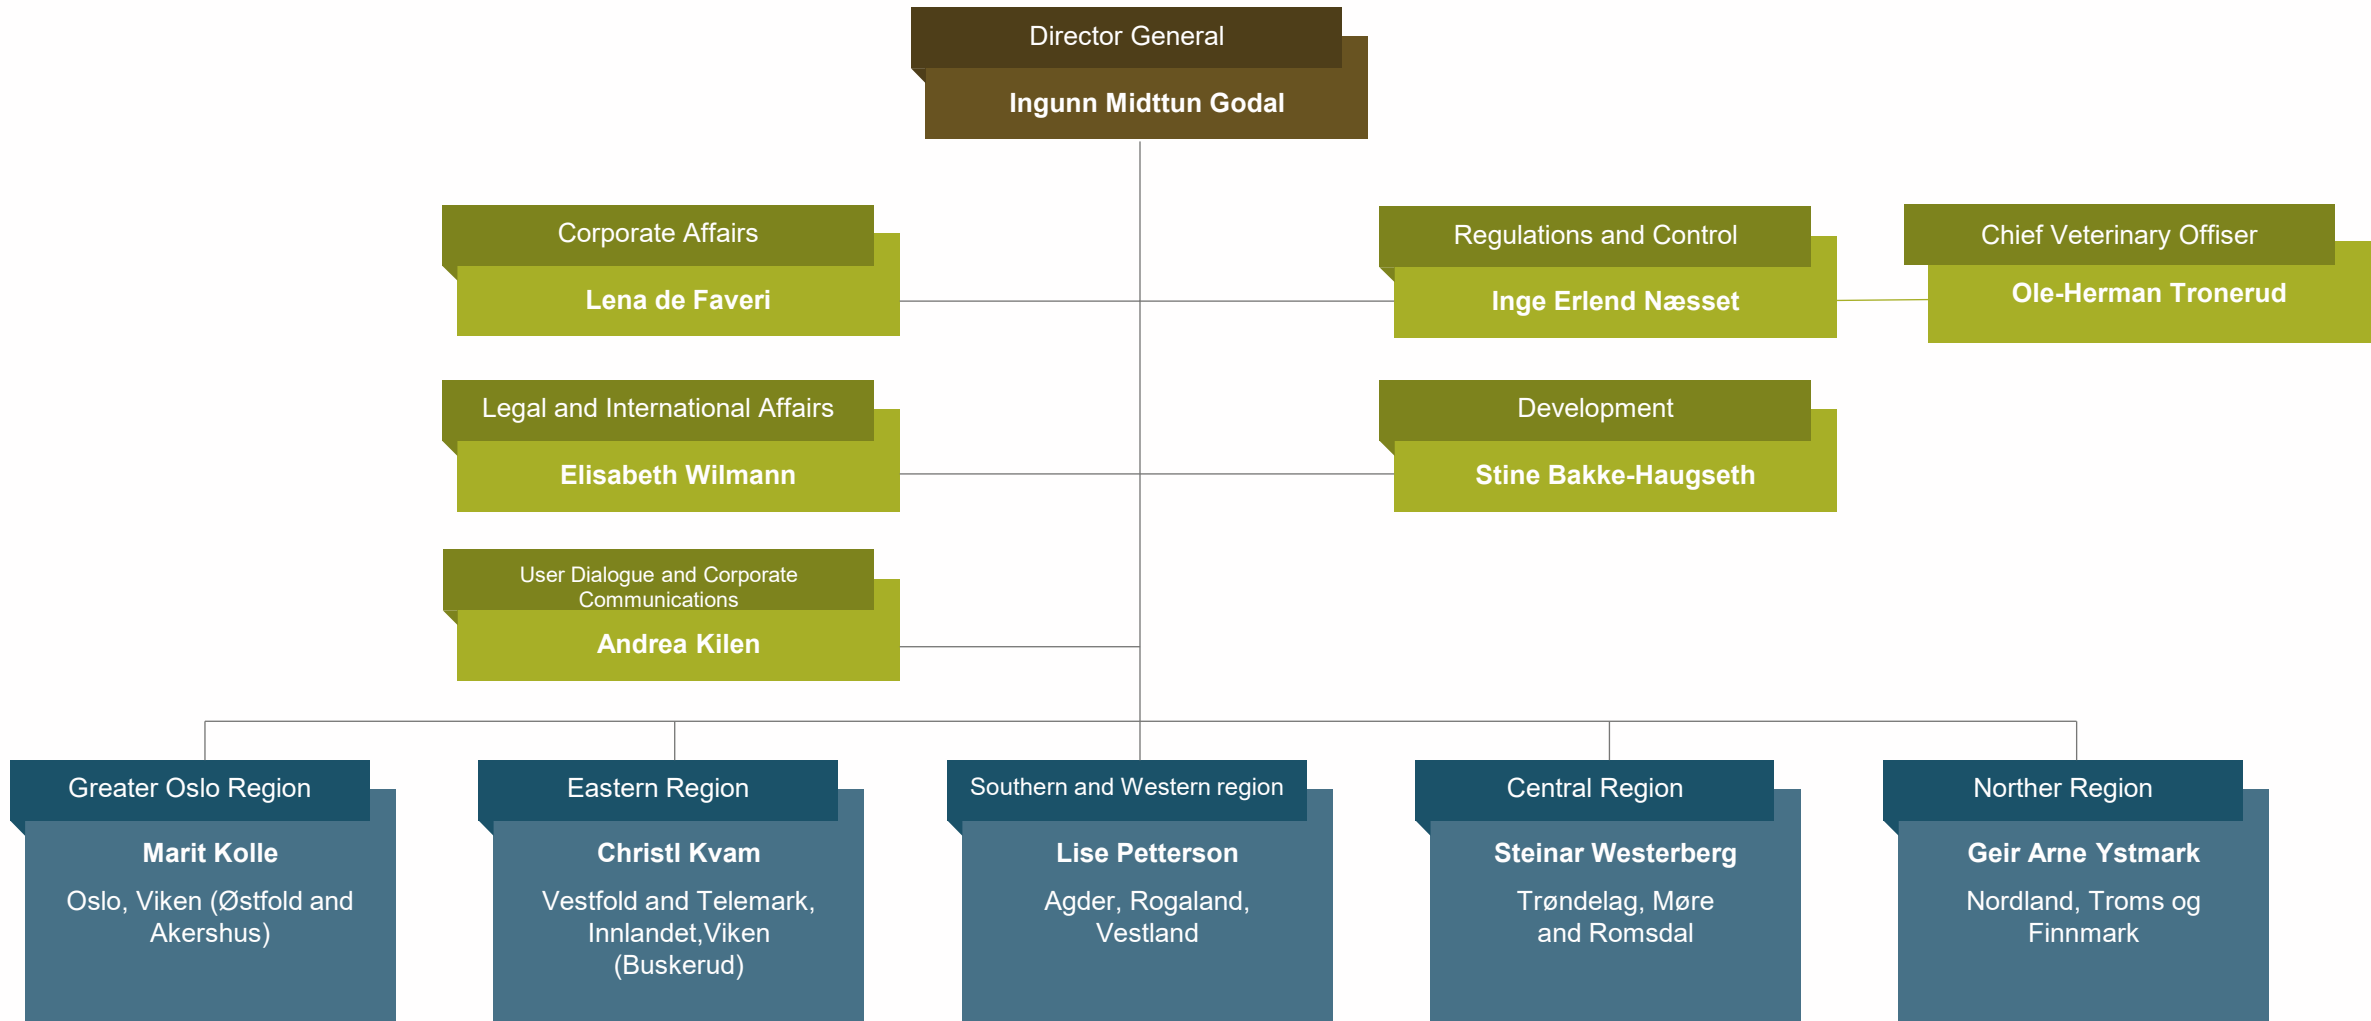 Director General
Ingunn Midttun Godal
Corporate Affairs
Lena de Faveri
Regulations and Control
Inge Erlend Næsset
Chief Veterinary Offiser
Ole-Herman Tronerud
Legal and International Affairs
Elisabeth Wilmann
Development
Stine Bakke-Haugseth
User Dialogue and Corporate
Communications
Andrea Kilen
Greater Oslo Region
Marit Kolle
Oslo, Viken (Østfold and
Akershus)
Eastern Region
Christl Kvam
Vestfold and Telemark,
Innlandet,Viken
(Buskerud)
Southern and Western region
Lise Petterson
Agder, Rogaland,
Vestland
Central Region
Steinar Westerberg
Trøndelag, Møre
and Romsdal
Norther Region
Geir Arne Ystmark
Nordland, Troms og
Finnmark